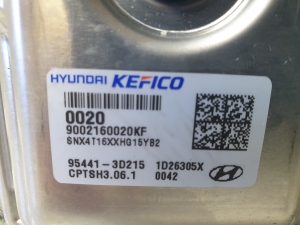 HYUNDAI KEFICO
0020
9002160020KF
SNX4T16XXHG15YB2
95441-3D215 1D26305X
CPTSH3.06.1 0042